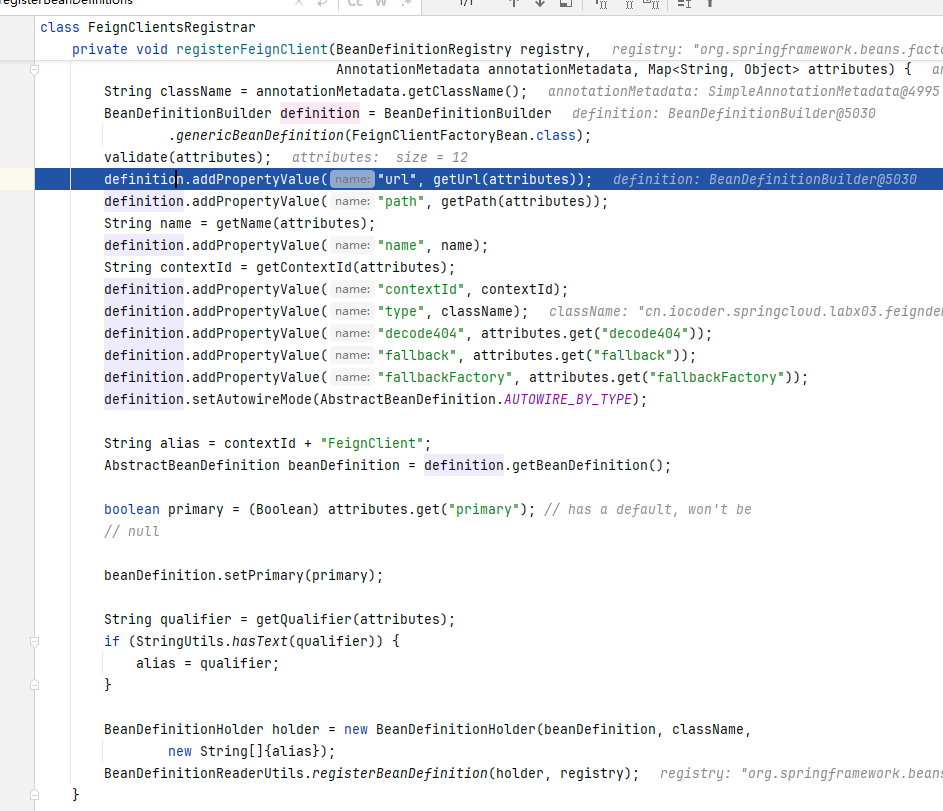 registerBeanDefinitions
Cc W .* 1/1
class FeignClientsRegistrar
private void registerFeignClient(BeanDefinitionRegistry registry, registry: "org.springframework.beans.facto
AnnotationMetadata annotationMetadata, Map<String, Object> attributes) { an
String className = annotationMetadata.getClassName(); annotationMetadata: SimpleAnnotationMetadata@4995
BeanDefinitionBuilder definition = BeanDefinitionBuilder definition: BeanDefinitionBuilder@5030
.genericBeanDefinition(FeignClientFactoryBean.class);
validate(attributes); attributes: size = 12
definition.addPropertyValue( name: "url", getUrl(attributes)); definition: BeanDefinitionBuilder@5030
definition.addPropertyValue( name: "path", getPath(attributes));
String name = getName(attributes);
definition.addPropertyValue( name: "name", name);
String contextId = getContextId(attributes);
definition.addPropertyValue( name: "contextId", contextId);
definition.addPropertyValue( name: "type", className); className: "cn.iocoder.springcloud.labx03.feigndem
definition.addPropertyValue( name: "decode404", attributes.get("decode404"));
definition.addPropertyValue( name: "fallback", attributes.get("fallback"));
definition.addPropertyValue( name: "fallbackFactory", attributes.get("fallbackFactory"));
definition.setAutowireMode(AbstractBeanDefinition.AUTOWIRE_BY_TYPE);
String alias = contextId + "FeignClient";
AbstractBeanDefinition beanDefinition = definition.getBeanDefinition();
boolean primary = (Boolean) attributes.get("primary"); // has a default, won't be
// null
beanDefinition.setPrimary(primary);
String qualifier = getQualifier(attributes);
if (StringUtils.hasText(qualifier)) {
alias = qualifier;
}
BeanDefinitionHolder holder = new BeanDefinitionHolder(beanDefinition, className,
new String[]{alias});
BeanDefinitionReaderUtils.registerBeanDefinition(holder, registry); registry: "org.springframework.beans
}